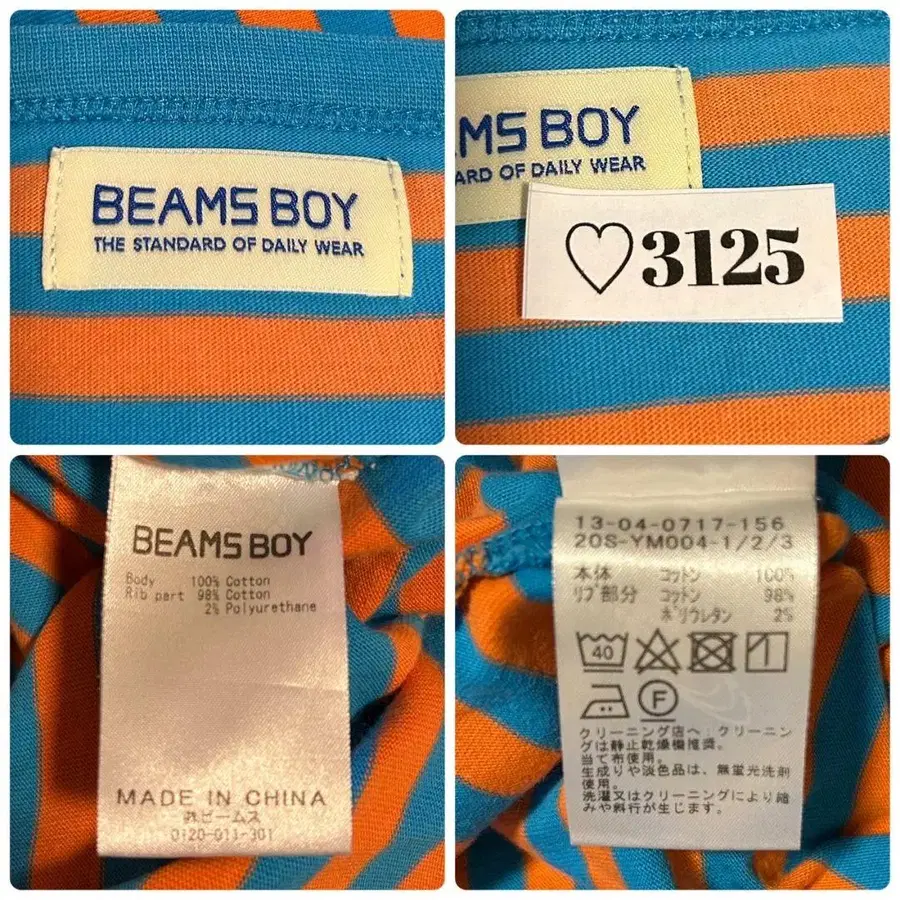 BEAMS BOY
THE STANDARD OF DAILY WEAR
AMS BOY
ARD OF DAILY WEAR
♡3125
BEAMS BOY
Body 100% Cotton
Rib part 98% Cotton
2% Polyurethane
MADE IN CHINA
㈱ビームス
0120-011-301
13-04-0717-156
20S-YM004-1/2/3
本体 コットン 100%
リブ部分 コットン 98%
ポリウレタン 2%
40
F
クリーニング店へ:クリーニン
グは静止乾燥機推奨。
当て布使用。
生成りや淡色品は、無蛍光洗剤
使用。
洗濯又はクリーニングにより縮
みや斜行が生じます。